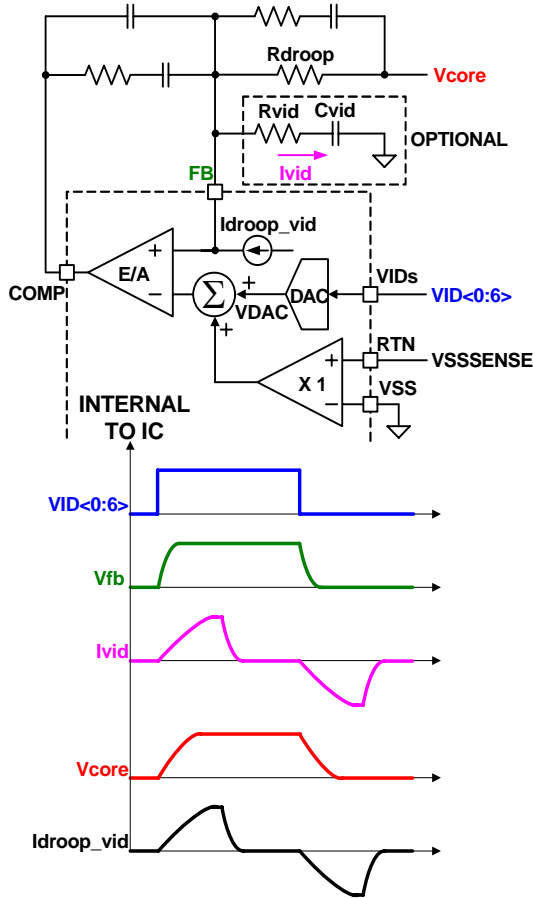 Rdroop
Vcore
Rvid
Cvid
OPTIONAL
FB
Ivid
Idroop_vid
+
E/A
−
Σ
+
VDAC
+
DAC
VIDs
VID<0:6>
COMP
RTN
+
VSSSENSE
X 1
−
VSS
INTERNAL
TO IC
VID<0:6>
Vfb
Ivid
Vcore
Idroop_vid